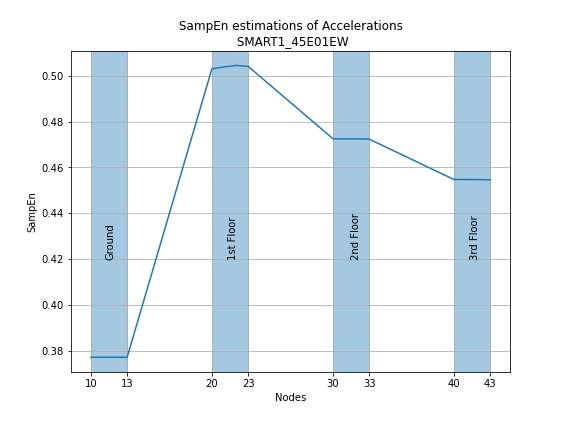 SampEn estimations of Accelerations
SMART1_45E01EW
0.50
0.48
0.46
0.44
0.42
0.40
0.38
SampEn
Ground
1st Floor
2nd Floor
3rd Floor
10 13 20 23 30 33 40 43
Nodes